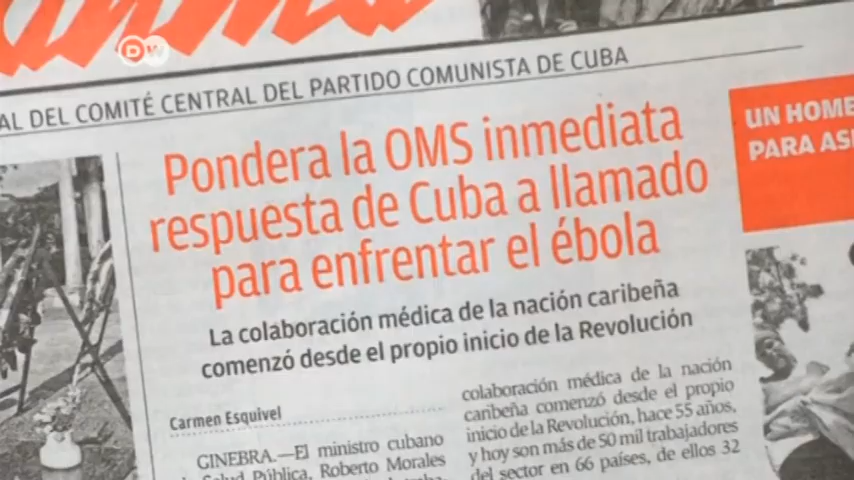 DW
AL DEL COMITÉ CENTRAL DEL PARTIDO COMUNISTA DE CUBA
Pondera la OMS inmediata
respuesta de Cuba a llamado
para enfrentar el ébola
La colaboración médica de la nación caribeña
comenzó desde el propio inicio de la Revolución
Carmen Esquivel
GINEBRA.—El ministro cubano
Salud Pública, Roberto Morales
colaboración médica de la nación
caribeña comenzó desde el propio
inicio de la Revolución, hace 55 años,
y hoy son más de 50 mil trabajadores
del sector en 66 países, de ellos 32
UN HOME
PARA ASI